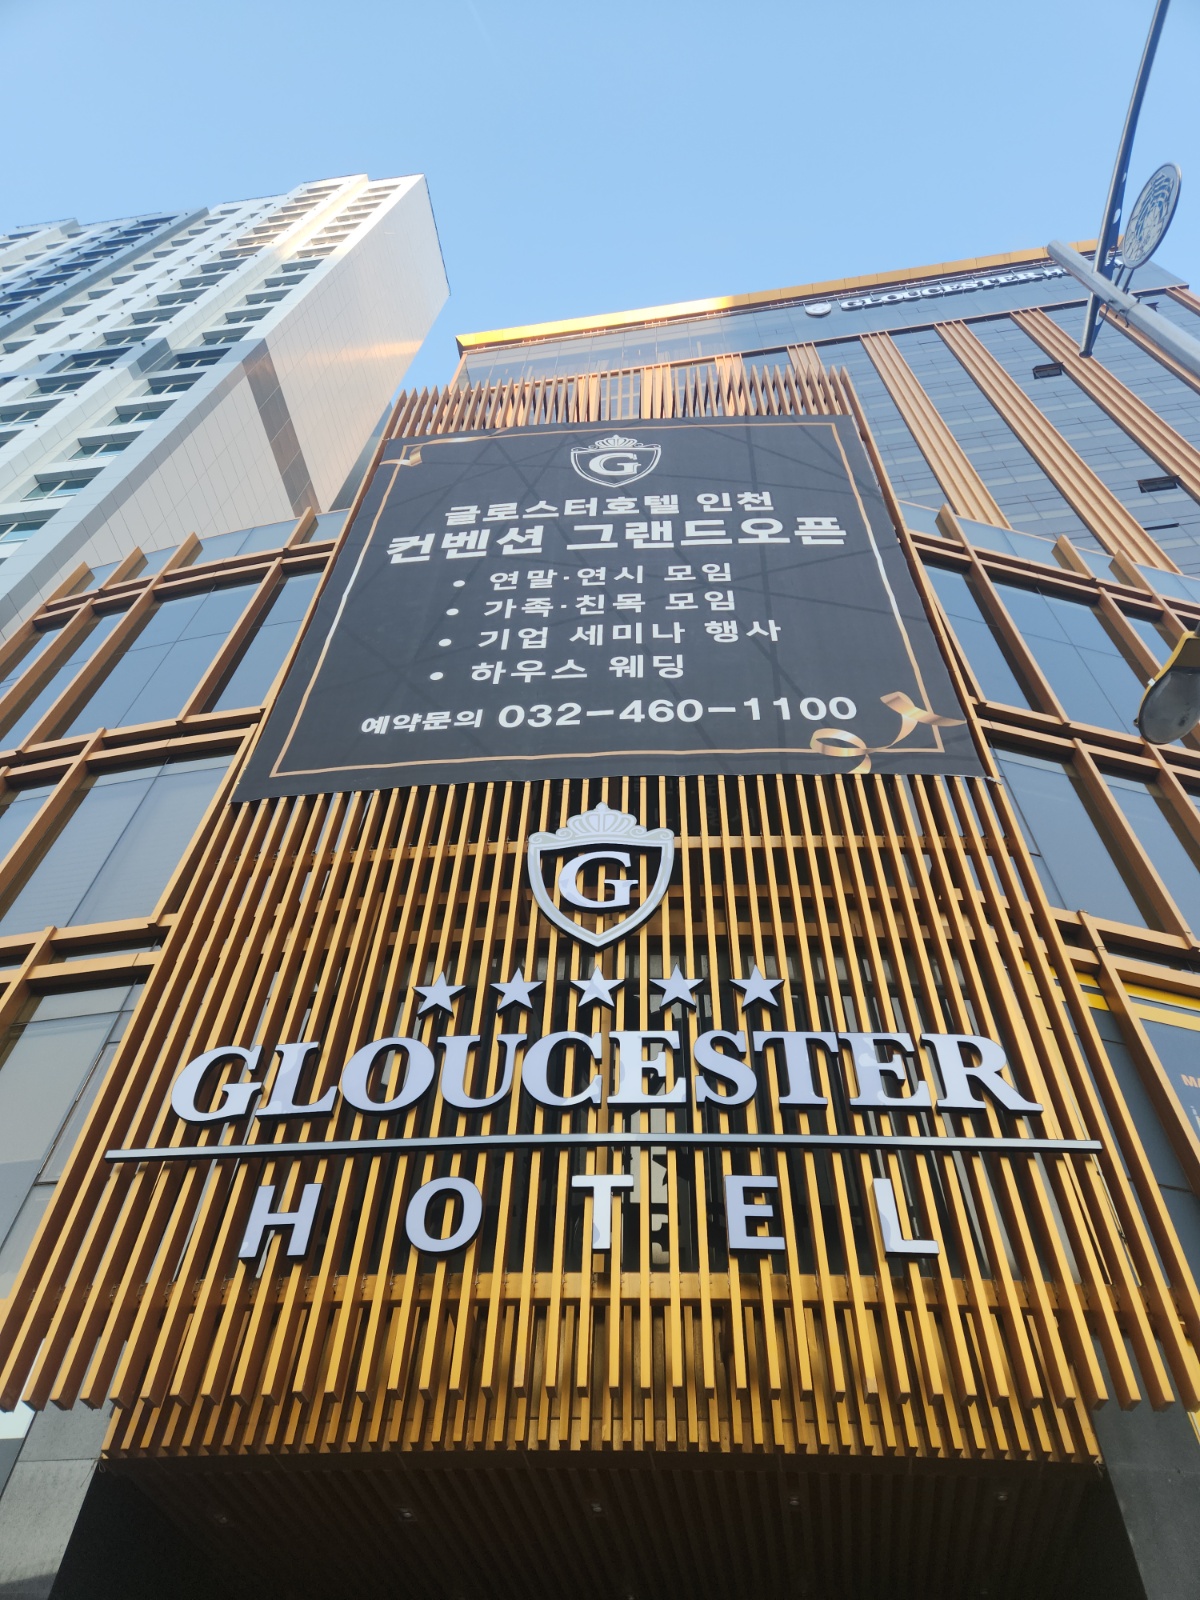 GLOUCESTER
G
글로스터호텔 인천
컨벤션 그랜드오픈
• 연말·연시 모임
• 가족·친목 모임
• 기업 세미나 행사
• 하우스 웨딩
예약문의 032-460-1100
G
GLOUCESTER
HOTEL